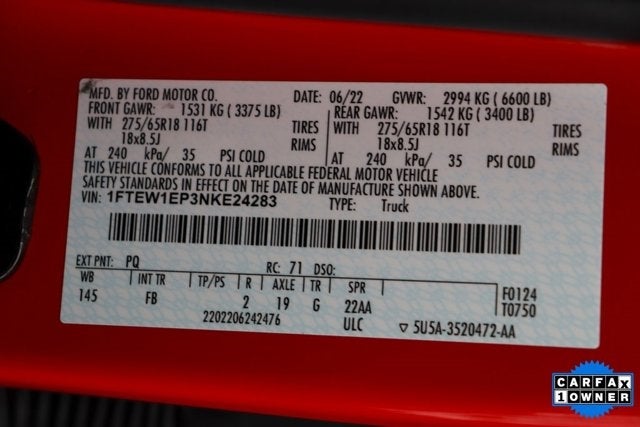 MFD. BY FORD MOTOR CO. DATE: 06/22 GVWR: 2994 KG ( 6600 LB)
FRONT GAWR: 1531 KG ( 3375 LB) REAR GAWR: 1542 KG ( 3400 LB)
WITH 275/65R18 116T TIRES WITH 275/65R18 116T TIRES
18x8.5J RIMS 18x8.5J RIMS
AT 240 kPa/ 35 PSI COLD AT 240 kPa/ 35 PSI COLD
THIS VEHICLE CONFORMS TO ALL APPLICABLE FEDERAL MOTOR VEHICLE
SAFETY STANDARDS IN EFFECT ON THE DATE OF MANUFACTURE SHOWN ABOVE.
VIN: 1FTEW1EP3NKE24283 TYPE: Truck
EXT PNT: PQ RC: 71 DSO:
WB INT TR TP/PS R AXLE TR SPR F0124
145 FB 2 19 G 22AA T0750
2202206242476 ULC ▽ 5U5A-3520472-AA
CARFAX
1 OWNER